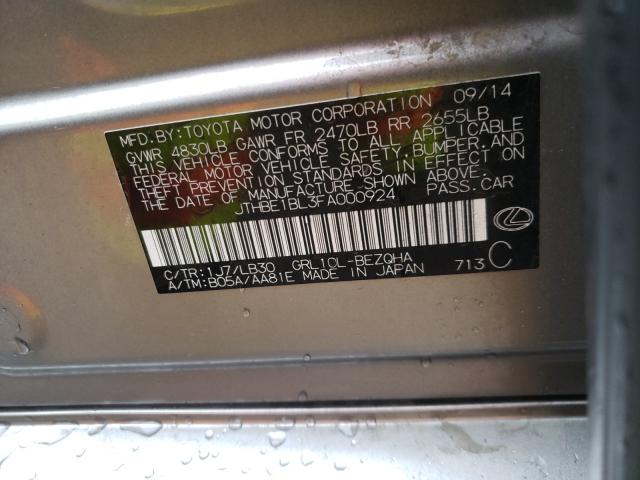 MFD.BY:TOYOTA MOTOR CORPORATION 09/14
GVWR 4830LB GAWR FR 2470LB RR 2655LB
THIS VEHICLE CONFORMS TO ALL APPLICABLE
FEDERAL MOTOR VEHICLE SAFETY,BUMPER,AND
THEFT PREVENTION STANDARDS IN EFFECT ON
THE DATE OF MANUFACTURE SHOWN ABOVE.
JTHBE1BL3FA000924 PASS.CAR
C/TR:1J7/LB30 GRL10L-BEZQHA
A/TM:B05A/AA81E MADE IN JAPAN 713 C